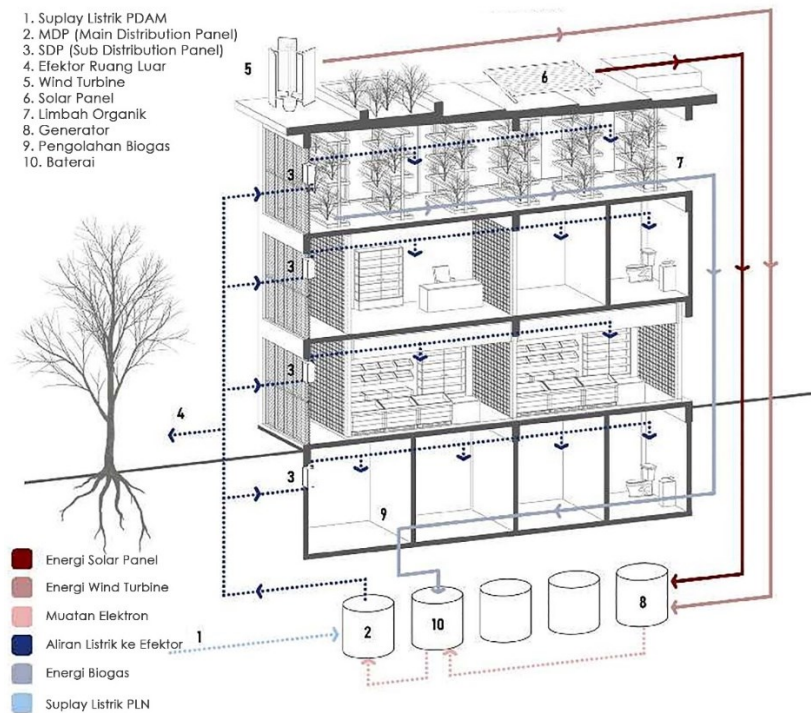 1. Suplay Listrik PDAM
2. MDP (Main Distribution Panel)
3. SDP (Sub Distribution Panel)
4. Efektor Ruang Luar
5. Wind Turbine
6. Solar Panel
7. Limbah Organik
8. Generator
9. Pengolahan Biogas
10. Baterai
5
6
7
3
3
3
4
3
9
Energi Solar Panel
Energi Wind Turbine
Muatan Elektron
Aliran Listrik ke Efektor
Energi Biogas
Suplay Listrik PLN
1
2
10
8